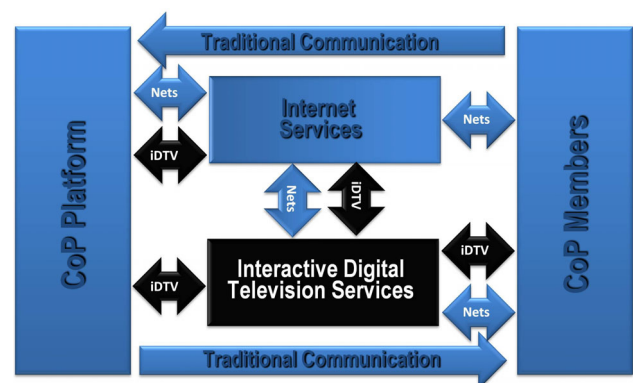 Traditional Communication
CoP Platform
Nets
Internet
Services
Nets
CoP Members
iDTV
Nets
iDTV
Interactive Digital
Television Services
iDTV
iDTV
Nets
Traditional Communication